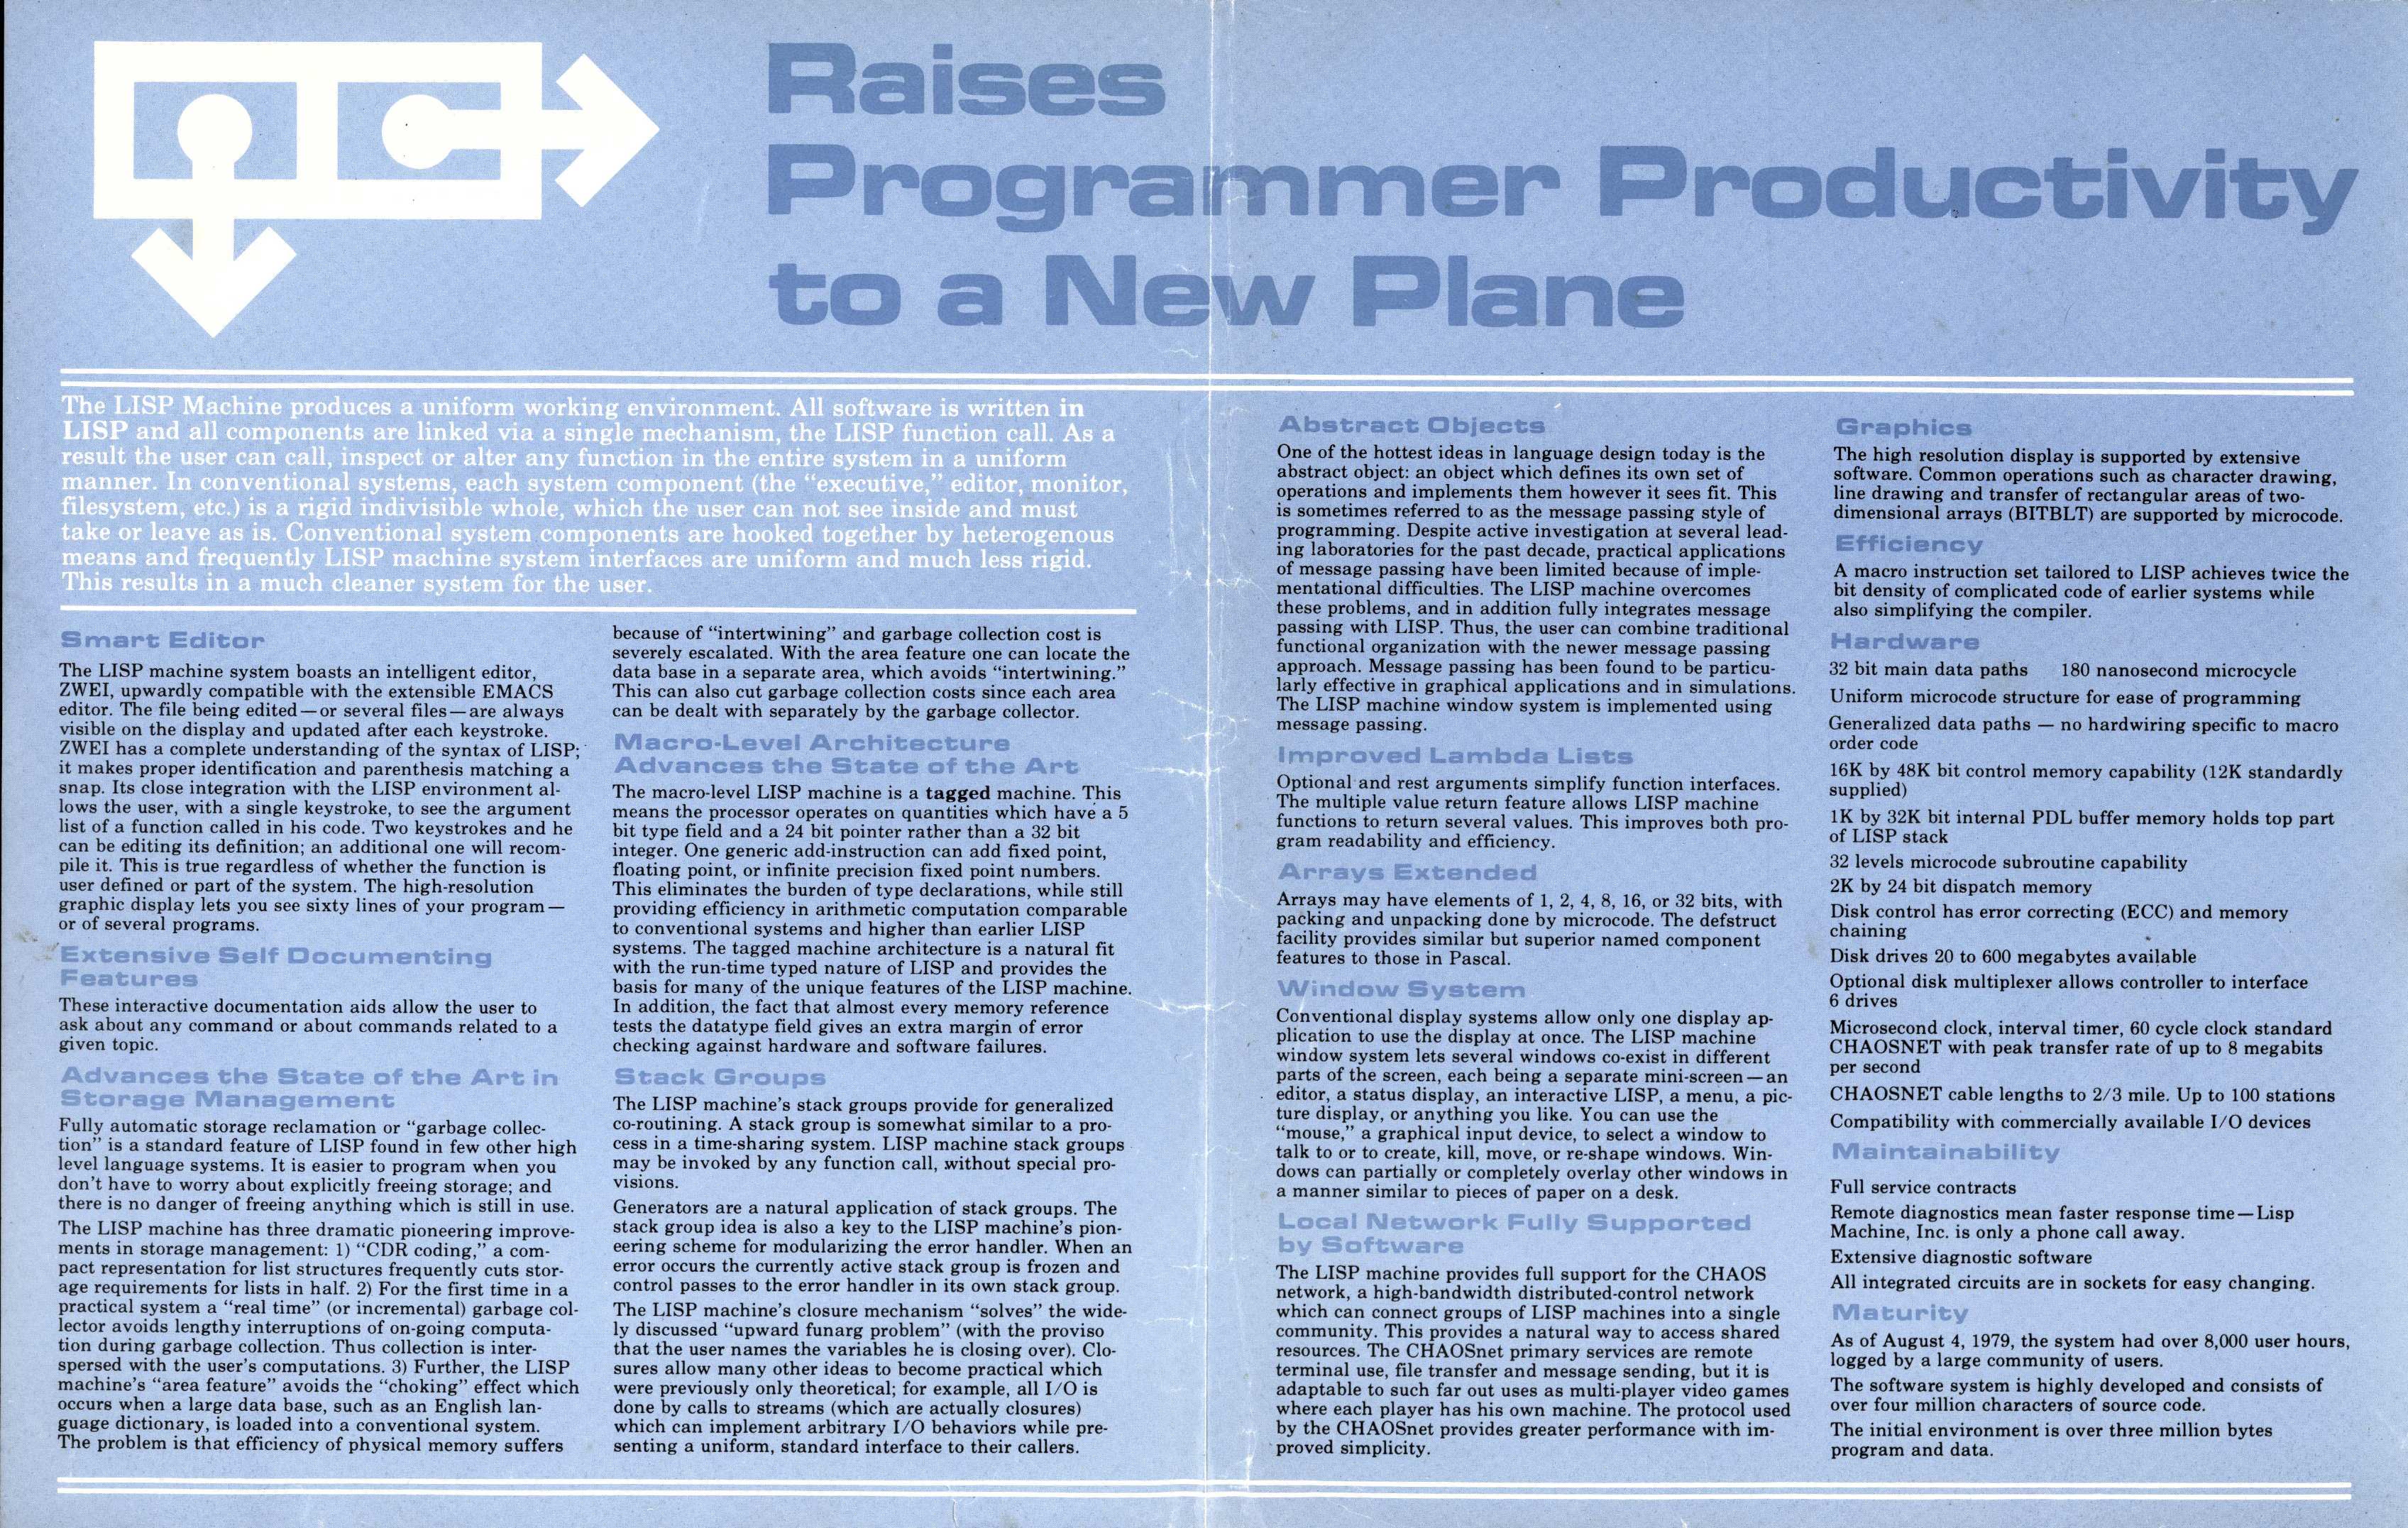 Raises
Programmer Productivity
to a New Plane
The LISP Machine produces a uniform working environment. All software is written in
LISP and all components are linked via a single mechanism, the LISP function call. As a
result the user can call, inspect or alter any function in the entire system in a uniform
manner. In conventional systems, each system component (the “executive,” editor, monitor,
filesystem, etc.) is a rigid indivisible whole, which the user can not see inside and must
take or leave as is. Conventional system components are hooked together by heterogenous
means and frequently LISP machine system interfaces are uniform and much less rigid.
This results in a much cleaner system for the user.
Smart Editor
The LISP machine system boasts an intelligent editor,
ZWEI, upwardly compatible with the extensible EMACS
editor. The file being edited—or several files—are always
visible on the display and updated after each keystroke.
ZWEI has a complete understanding of the syntax of LISP;
it makes proper identification and parenthesis matching a
snap. Its close integration with the LISP environment al-
lows the user, with a single keystroke, to see the argument
list of a function called in his code. Two keystrokes and he
can be editing its definition; an additional one will recom-
pile it. This is true regardless of whether the function is
user defined or part of the system. The high-resolution
graphic display lets you see sixty lines of your program—
or of several programs.
Extensive Self Documenting
Features
These interactive documentation aids allow the user to
ask about any command or about commands related to a
given topic.
Advances the State of the Art in
Storage Management
Fully automatic storage reclamation or “garbage collec-
tion” is a standard feature of LISP found in few other high
level language systems. It is easier to program when you
don’t have to worry about explicitly freeing storage; and
there is no danger of freeing anything which is still in use.
The LISP machine has three dramatic pioneering improve-
ments in storage management: 1) “CDR coding,” a com-
pact representation for list structures frequently cuts stor-
age requirements for lists in half. 2) For the first time in a
practical system a “real time” (or incremental) garbage col-
lector avoids lengthy interruptions of on-going computa-
tion during garbage collection. Thus collection is inter-
spersed with the user’s computations. 3) Further, the LISP
machine’s “area feature” avoids the “choking” effect which
occurs when a large data base, such as an English lan-
guage dictionary, is loaded into a conventional system.
The problem is that efficiency of physical memory suffers
because of “intertwining” and garbage collection cost is
severely escalated. With the area feature one can locate the
data base in a separate area, which avoids “intertwining.”
This can also cut garbage collection costs since each area
can be dealt with separately by the garbage collector.
Macro-Level Architecture
Advances the State of the Art
The macro-level LISP machine is a tagged machine. This
means the processor operates on quantities which have a 5
bit type field and a 24 bit pointer rather than a 32 bit
integer. One generic add-instruction can add fixed point,
floating point, or infinite precision fixed point numbers.
This eliminates the burden of type declarations, while still
providing efficiency in arithmetic computation comparable
to conventional systems and higher than earlier LISP
systems. The tagged machine architecture is a natural fit
with the run-time typed nature of LISP and provides the
basis for many of the unique features of the LISP machine.
In addition, the fact that almost every memory reference
tests the datatype field gives an extra margin of error
checking against hardware and software failures.
Stack Groups
The LISP machine’s stack groups provide for generalized
co-routining. A stack group is somewhat similar to a pro-
cess in a time-sharing system. LISP machine stack groups
may be invoked by any function call, without special pro-
visions.
Generators are a natural application of stack groups. The
stack group idea is also a key to the LISP machine’s pion-
eering scheme for modularizing the error handler. When an
error occurs the currently active stack group is frozen and
control passes to the error handler in its own stack group.
The LISP machine’s closure mechanism “solves” the wide-
ly discussed “upward funarg problem” (with the proviso
that the user names the variables he is closing over). Clo-
sures allow many other ideas to become practical which
were previously only theoretical; for example, all I/O is
done by calls to streams (which are actually closures)
which can implement arbitrary I/O behaviors while pre-
senting a uniform, standard interface to their callers.
Abstract Objects
One of the hottest ideas in language design today is the
abstract object: an object which defines its own set of
operations and implements them however it sees fit. This
is sometimes referred to as the message passing style of
programming. Despite active investigation at several lead-
ing laboratories for the past decade, practical applications
of message passing have been limited because of imple-
mentational difficulties. The LISP machine overcomes
these problems, and in addition fully integrates message
passing with LISP. Thus, the user can combine traditional
functional organization with the newer message passing
approach. Message passing has been found to be particu-
larly effective in graphical applications and in simulations.
The LISP machine window system is implemented using
message passing.
Improved Lambda Lists
Optional and rest arguments simplify function interfaces.
The multiple value return feature allows LISP machine
functions to return several values. This improves both pro-
gram readability and efficiency.
Arrays Extended
Arrays may have elements of 1, 2, 4, 8, 16, or 32 bits, with
packing and unpacking done by microcode. The defstruct
facility provides similar but superior named component
features to those in Pascal.
Window System
Conventional display systems allow only one display ap-
plication to use the display at once. The LISP machine
window system lets several windows co-exist in different
parts of the screen, each being a separate mini-screen—an
editor, a status display, an interactive LISP, a menu, a pic-
ture display, or anything you like. You can use the
“mouse,” a graphical input device, to select a window to
talk to or to create, kill, move, or re-shape windows. Win-
dows can partially or completely overlay other windows in
a manner similar to pieces of paper on a desk.
Local Network Fully Supported
by Software
The LISP machine provides full support for the CHAOS
network, a high-bandwidth distributed-control network
which can connect groups of LISP machines into a single
community. This provides a natural way to access shared
resources. The CHAOSnet primary services are remote
terminal use, file transfer and message sending, but it is
adaptable to such far out uses as multi-player video games
where each player has his own machine. The protocol used
by the CHAOSnet provides greater performance with im-
proved simplicity.
Graphics
The high resolution display is supported by extensive
software. Common operations such as character drawing,
line drawing and transfer of rectangular areas of two-
dimensional arrays (BITBLT) are supported by microcode.
Efficiency
A macro instruction set tailored to LISP achieves twice the
bit density of complicated code of earlier systems while
also simplifying the compiler.
Hardware
32 bit main data paths 180 nanosecond microcycle
Uniform microcode structure for ease of programming
Generalized data paths — no hardwiring specific to macro
order code
16K by 48K bit control memory capability (12K standardly
supplied)
1K by 32K bit internal PDL buffer memory holds top part
of LISP stack
32 levels microcode subroutine capability
2K by 24 bit dispatch memory
Disk control has error correcting (ECC) and memory
chaining
Disk drives 20 to 600 megabytes available
Optional disk multiplexer allows controller to interface
6 drives
Microsecond clock, interval timer, 60 cycle clock standard
CHAOSNET with peak transfer rate of up to 8 megabits
per second
CHAOSNET cable lengths to 2/3 mile. Up to 100 stations
Compatibility with commercially available I/O devices
Maintainability
Full service contracts
Remote diagnostics mean faster response time—Lisp
Machine, Inc. is only a phone call away.
Extensive diagnostic software
All integrated circuits are in sockets for easy changing.
Maturity
As of August 4, 1979, the system had over 8,000 user hours,
logged by a large community of users.
The software system is highly developed and consists of
over four million characters of source code.
The initial environment is over three million bytes
program and data.